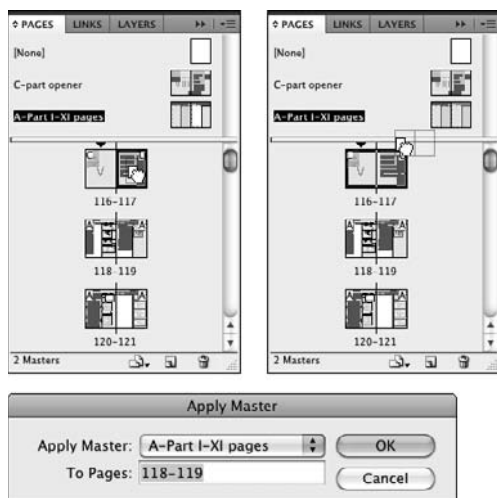 PAGES LINKS LAYERS
[None]
C-part opener
A-Part I-XI pages
116-117
118-119
120-121
2 Masters
PAGES LINKS LAYERS
[None]
C-part opener
A-Part I-XI pages
116-117
118-119
120-121
2 Masters
Apply Master
Apply Master: A-Part I-XI pages OK
To Pages: 118-119 Cancel